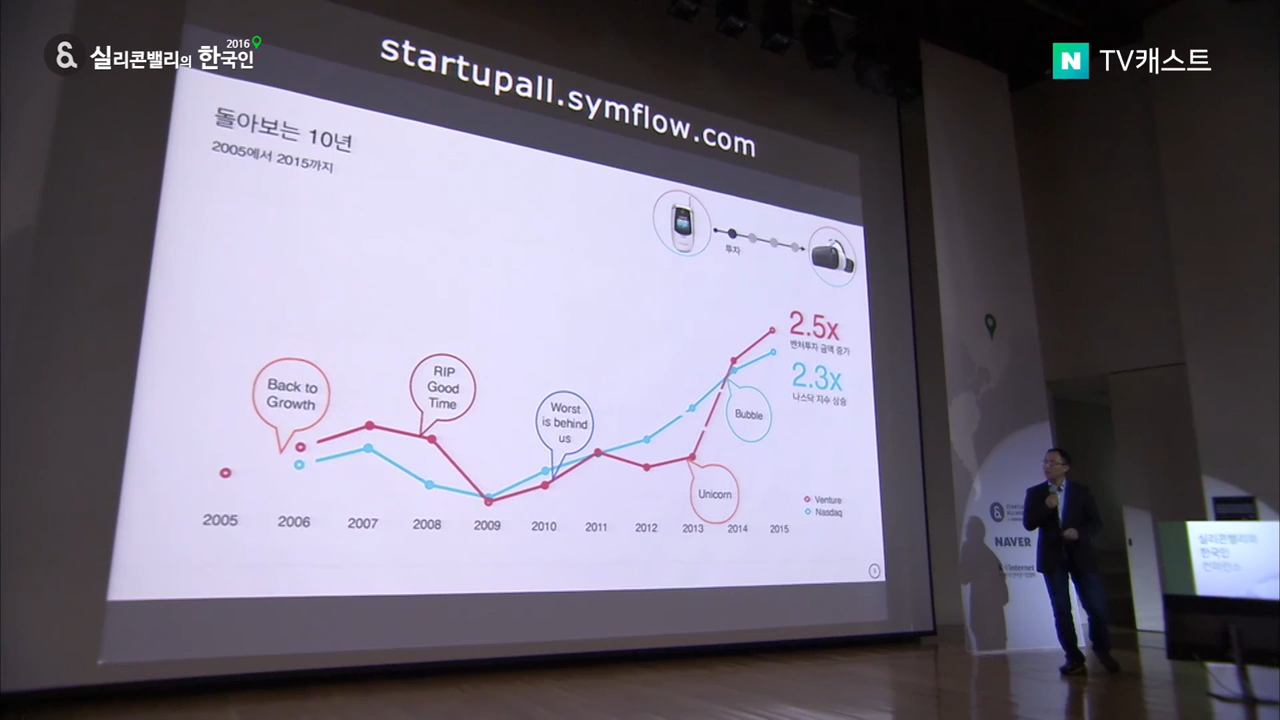 실리콘밸리의 한국인
2016
N TV캐스트
startupall.symflow.com
돌아보는 10년
2005에서 2015까지
투자
2.5x
벤처투자 금액 증가
2.3x
나스닥 지수 상승
Back to
Growth
RIP
Good
Time
Worst
is behind
us
Bubble
Unicorn
Venture
Nasdaq
2005 2006 2007 2008 2009 2010 2011 2012 2013 2014 2015
NAVER
실리콘밸리의
한국인
컨퍼런스